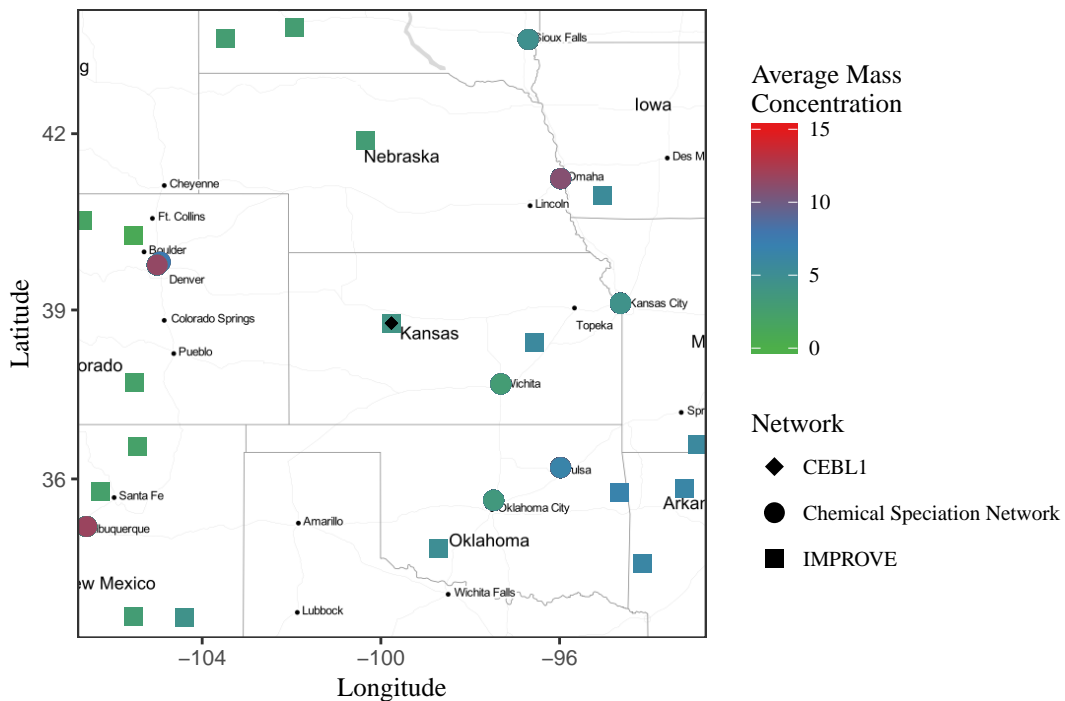 g
Sioux Falls
Iowa
42
Nebraska
Des M
Omaha
Cheyenne
Lincoln
Ft. Collins
Boulder
Denver
39
Colorado Springs
Kansas
Kansas City
Topeka
M
Pueblo
orado
Wichita
Spr
36
Tulsa
Santa Fe
Oklahoma City
Arkar
lbuquerque
Amarillo
Oklahoma
ew Mexico
Wichita Falls
Lubbock
−104
−100
−96
Longitude
Latitude
Average Mass
Concentration
15
10
5
0
Network
CEBL1
Chemical Speciation Network
IMPROVE